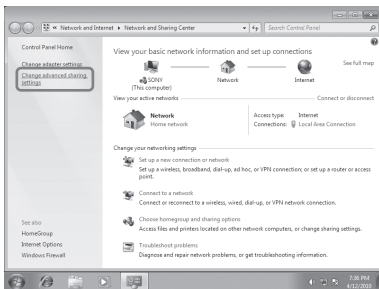 « Network and Internet ▸ Network and Sharing Center
Search Control Panel
Control Panel Home
Change adapter settings
Change advanced sharing settings
View your basic network information and set up connections
See full map
SONY
(This computer)
Network
Internet
View your active networks
Connect or disconnect
Network
Home network
Access type: Internet
Connections: Local Area Connection
Change your networking settings
Set up a new connection or network
Set up a wireless, broadband, dial-up, ad hoc, or VPN connection; or set up a router or access
point.
Connect to a network
Connect or reconnect to a wireless, wired, dial-up, or VPN network connection.
Choose homegroup and sharing options
Access files and printers located on other network computers, or change sharing settings.
Troubleshoot problems
Diagnose and repair network problems, or get troubleshooting information.
See also
HomeGroup
Internet Options
Windows Firewall
7:36 PM
4/12/2010